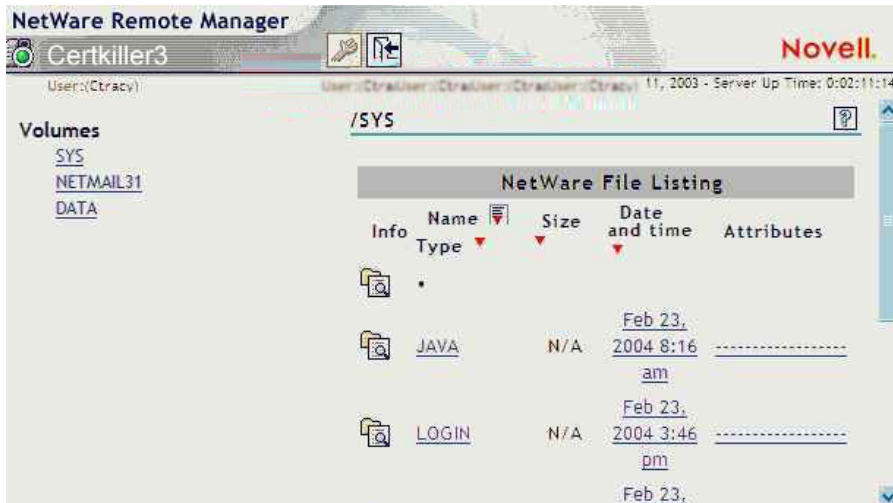 NetWare Remote Manager
Certkiller3
Novell.
User:(Ctracy)
11, 2003 - Server Up Time: 0:02:11:14
Volumes
SYS
NETMAIL31
DATA
/SYS
?
NetWare File Listing
Info Name Type Size Date and time Attributes
.
JAVA N/A Feb 23, 2004 8:16 am ------------------
LOGIN N/A Feb 23, 2004 3:46 pm ------------------
Feb 23,